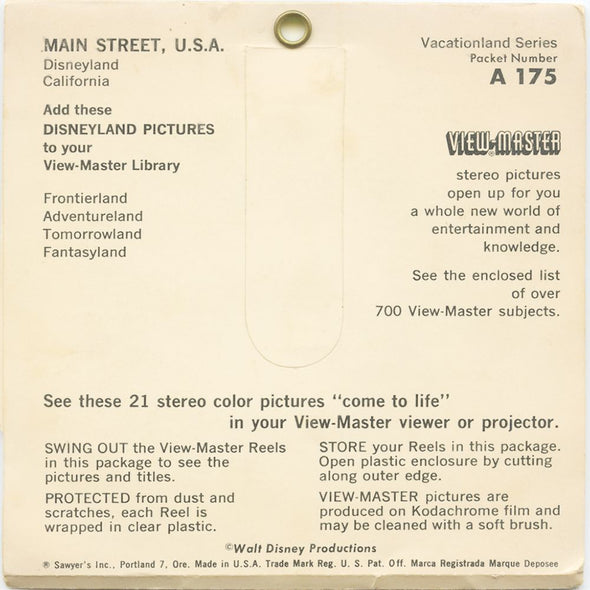 MAIN STREET, U.S.A.
Disneyland
California
Add these
DISNEYLAND PICTURES
to your
View-Master Library
Frontierland
Adventureland
Tomorrowland
Fantasyland
Vacationland Series
Packet Number
A 175
VIEW-MASTER
®
stereo pictures
open up for you
a whole new world of
entertainment and
knowledge.
See the enclosed list
of over
700 View-Master subjects.
See these 21 stereo color pictures "come to life"
in your View-Master viewer or projector.
SWING OUT the View-Master Reels
in this package to see the
pictures and titles.
PROTECTED from dust and
scratches, each Reel is
wrapped in clear plastic.
STORE your Reels in this package.
Open plastic enclosure by cutting
along outer edge.
VIEW-MASTER pictures are
produced on Kodachrome film and
may be cleaned with a soft brush.
©Walt Disney Productions
® Sawyer's Inc., Portland 7, Ore. Made in U.S.A. Trade Mark Reg. U. S. Pat. Off. Marca Registrada Marque Deposee